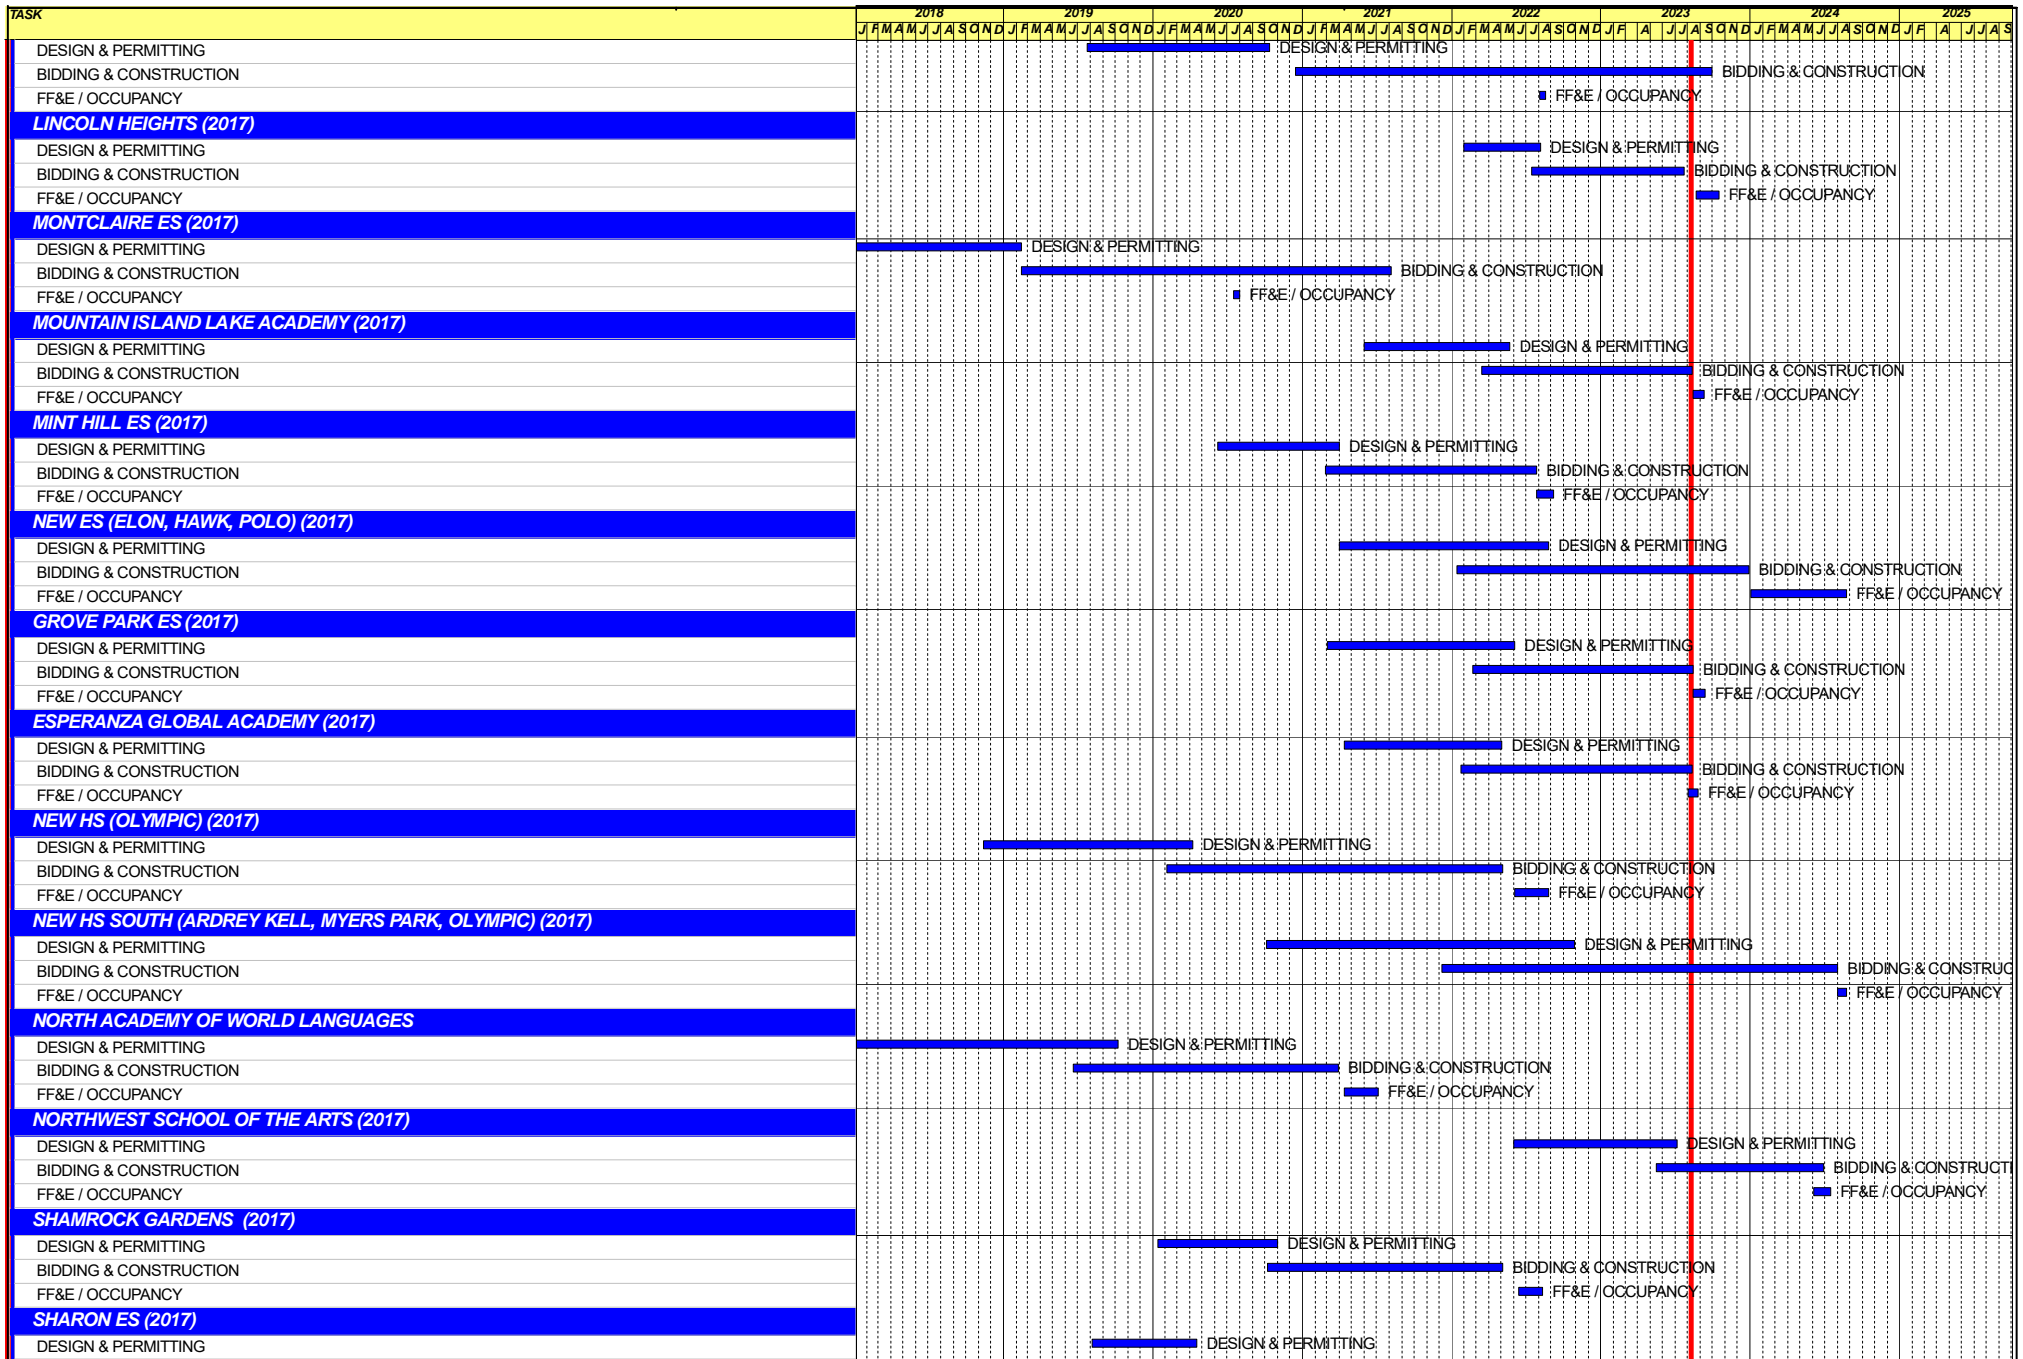 TASK 2018 2019 2020 2021 2022 2023 2024 2025
J F M A M J J A S O N D J F M A M J J A S O N D J F M A M J J A S O N D J F M A M J J A S O N D J F M A M J J A S O N D J F A J J A S O N D J F M A M J J A S O N D J F A J J A S
DESIGN & PERMITTING DESIGN & PERMITTING
BIDDING & CONSTRUCTION BIDDING & CONSTRUCTION
FF&E / OCCUPANCY FF&E / OCCUPANCY
LINCOLN HEIGHTS (2017)
DESIGN & PERMITTING DESIGN & PERMITTING
BIDDING & CONSTRUCTION BIDDING & CONSTRUCTION
FF&E / OCCUPANCY FF&E / OCCUPANCY
MONTCLAIRE ES (2017)
DESIGN & PERMITTING DESIGN & PERMITTING
BIDDING & CONSTRUCTION BIDDING & CONSTRUCTION
FF&E / OCCUPANCY FF&E / OCCUPANCY
MOUNTAIN ISLAND LAKE ACADEMY (2017)
DESIGN & PERMITTING DESIGN & PERMITTING
BIDDING & CONSTRUCTION BIDDING & CONSTRUCTION
FF&E / OCCUPANCY FF&E / OCCUPANCY
MINT HILL ES (2017)
DESIGN & PERMITTING DESIGN & PERMITTING
BIDDING & CONSTRUCTION BIDDING & CONSTRUCTION
FF&E / OCCUPANCY FF&E / OCCUPANCY
NEW ES (ELON, HAWK, POLO) (2017)
DESIGN & PERMITTING DESIGN & PERMITTING
BIDDING & CONSTRUCTION BIDDING & CONSTRUCTION
FF&E / OCCUPANCY FF&E / OCCUPANCY
GROVE PARK ES (2017)
DESIGN & PERMITTING DESIGN & PERMITTING
BIDDING & CONSTRUCTION BIDDING & CONSTRUCTION
FF&E / OCCUPANCY FF&E / OCCUPANCY
ESPERANZA GLOBAL ACADEMY (2017)
DESIGN & PERMITTING DESIGN & PERMITTING
BIDDING & CONSTRUCTION BIDDING & CONSTRUCTION
FF&E / OCCUPANCY FF&E / OCCUPANCY
NEW HS (OLYMPIC) (2017)
DESIGN & PERMITTING DESIGN & PERMITTING
BIDDING & CONSTRUCTION BIDDING & CONSTRUCTION
FF&E / OCCUPANCY FF&E / OCCUPANCY
NEW HS SOUTH (ARDREY KELL, MYERS PARK, OLYMPIC) (2017)
DESIGN & PERMITTING DESIGN & PERMITTING
BIDDING & CONSTRUCTION BIDDING & CONSTRUC
FF&E / OCCUPANCY FF&E / OCCUPANCY
NORTH ACADEMY OF WORLD LANGUAGES
DESIGN & PERMITTING DESIGN & PERMITTING
BIDDING & CONSTRUCTION BIDDING & CONSTRUCTION
FF&E / OCCUPANCY FF&E / OCCUPANCY
NORTHWEST SCHOOL OF THE ARTS (2017)
DESIGN & PERMITTING DESIGN & PERMITTING
BIDDING & CONSTRUCTION BIDDING & CONSTRUCTI
FF&E / OCCUPANCY FF&E / OCCUPANCY
SHAMROCK GARDENS (2017)
DESIGN & PERMITTING DESIGN & PERMITTING
BIDDING & CONSTRUCTION BIDDING & CONSTRUCTION
FF&E / OCCUPANCY FF&E / OCCUPANCY
SHARON ES (2017)
DESIGN & PERMITTING DESIGN & PERMITTING